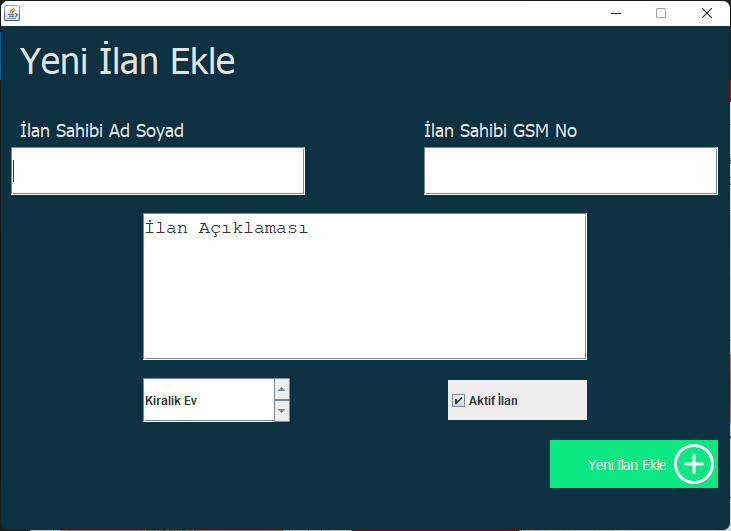 Yeni İlan Ekle
İlan Sahibi Ad Soyad
İlan Sahibi GSM No
İlan Açıklaması
Kiralik Ev
Aktif İlan
Yeni İlan Ekle